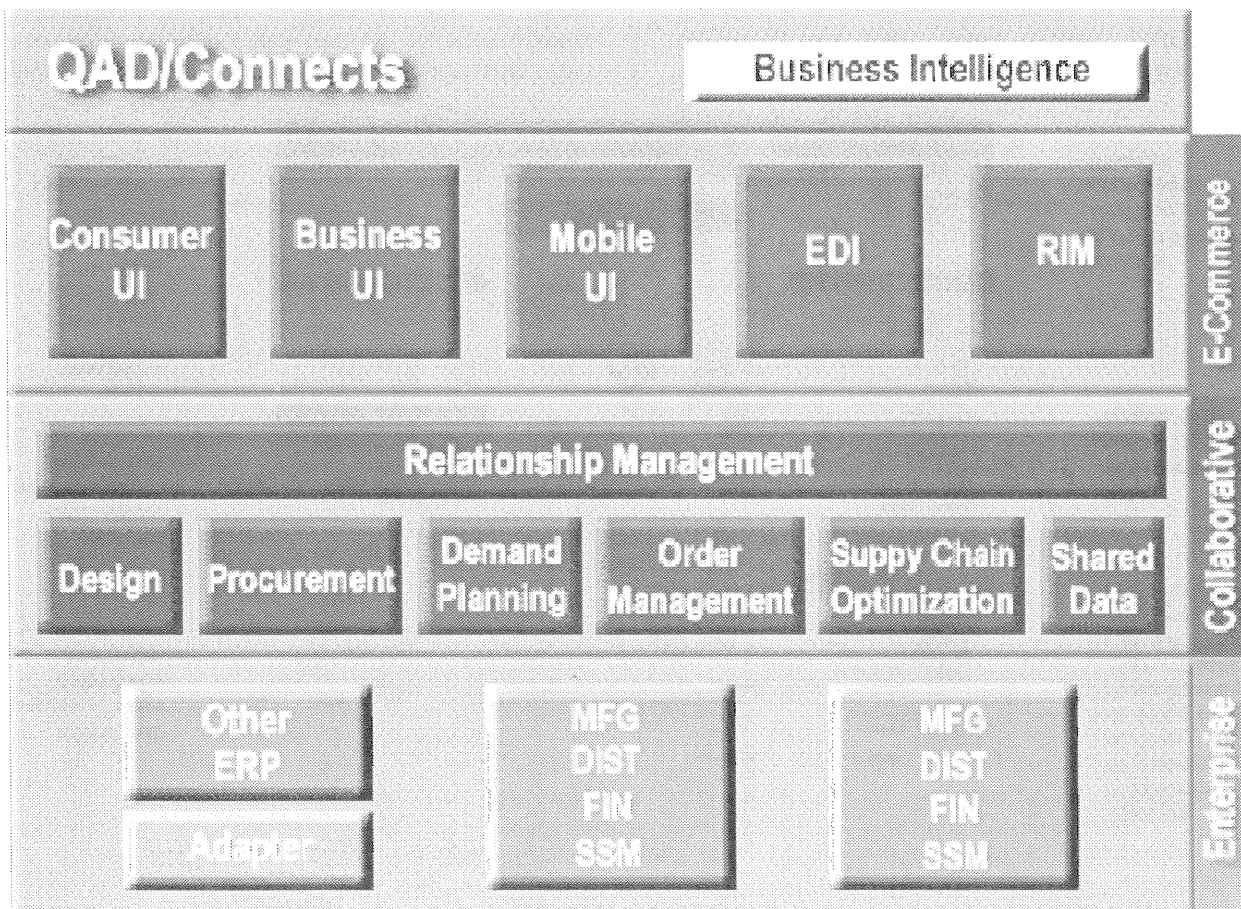 QAD/Connects
Business Intelligence
Consumer
UI
Business
UI
Mobile
UI
EDI
RIM
E-Commerce
Relationship Management
Design
Procurement
Demand
Planning
Order
Management
Suppy Chain
Optimization
Shared
Data
Collaborative
Other
ERP
Adapter
MFG
DIST
FIN
SSM
MFG
DIST
FIN
SSM
Enterprise